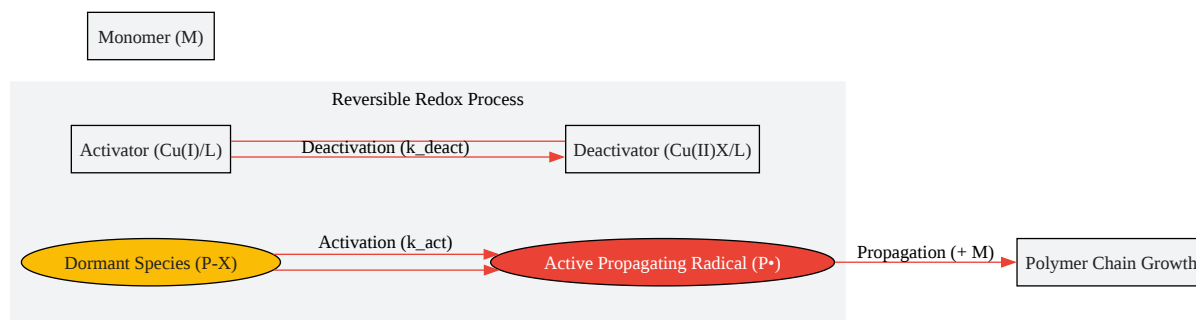 Monomer (M)
Reversible Redox Process
Activator (Cu(I)/L)
Deactivation (k_deact)
Deactivator (Cu(II)X/L)
Dormant Species (P-X)
Activation (k_act)
Active Propagating Radical (P•)
Propagation (+ M)
Polymer Chain Growth